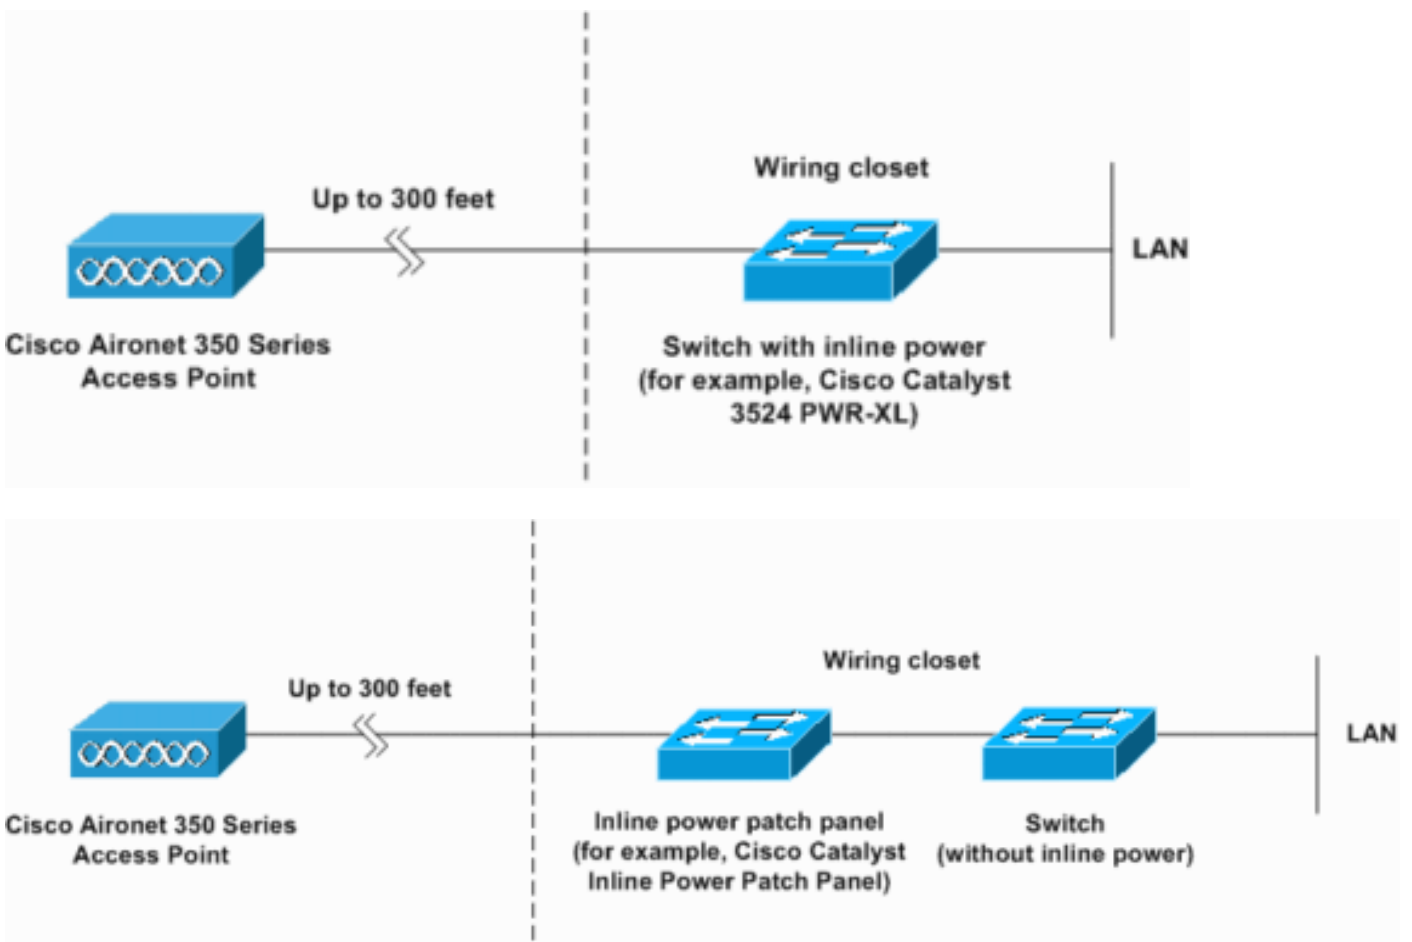 Wiring closet
Up to 300 feet
LAN
Cisco Aironet 350 Series
Access Point
Switch with inline power
(for example, Cisco Catalyst
3524 PWR-XL)
Wiring closet
Up to 300 feet
LAN
Cisco Aironet 350 Series
Access Point
Inline power patch panel
(for example, Cisco Catalyst
Inline Power Patch Panel)
Switch
(without inline power)